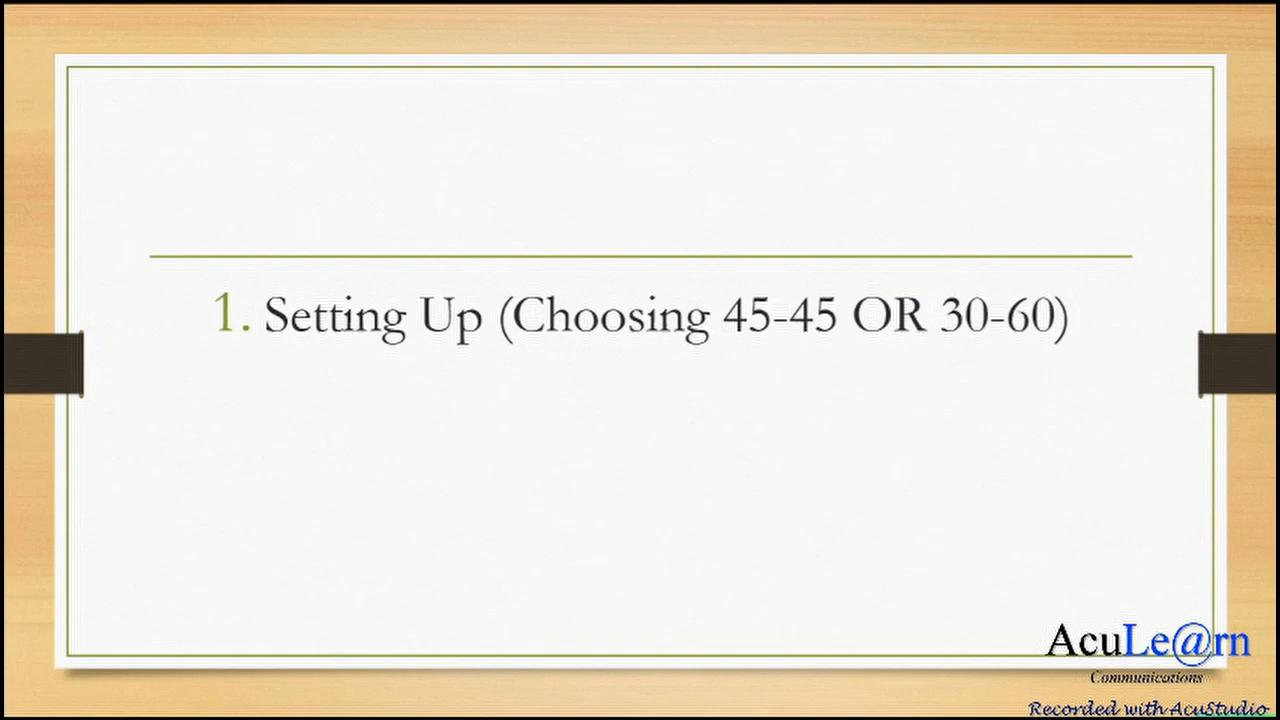 1. Setting Up (Choosing 45-45 OR 30-60)
AcuLe@rn
Communications
Recorded with AcuStudio